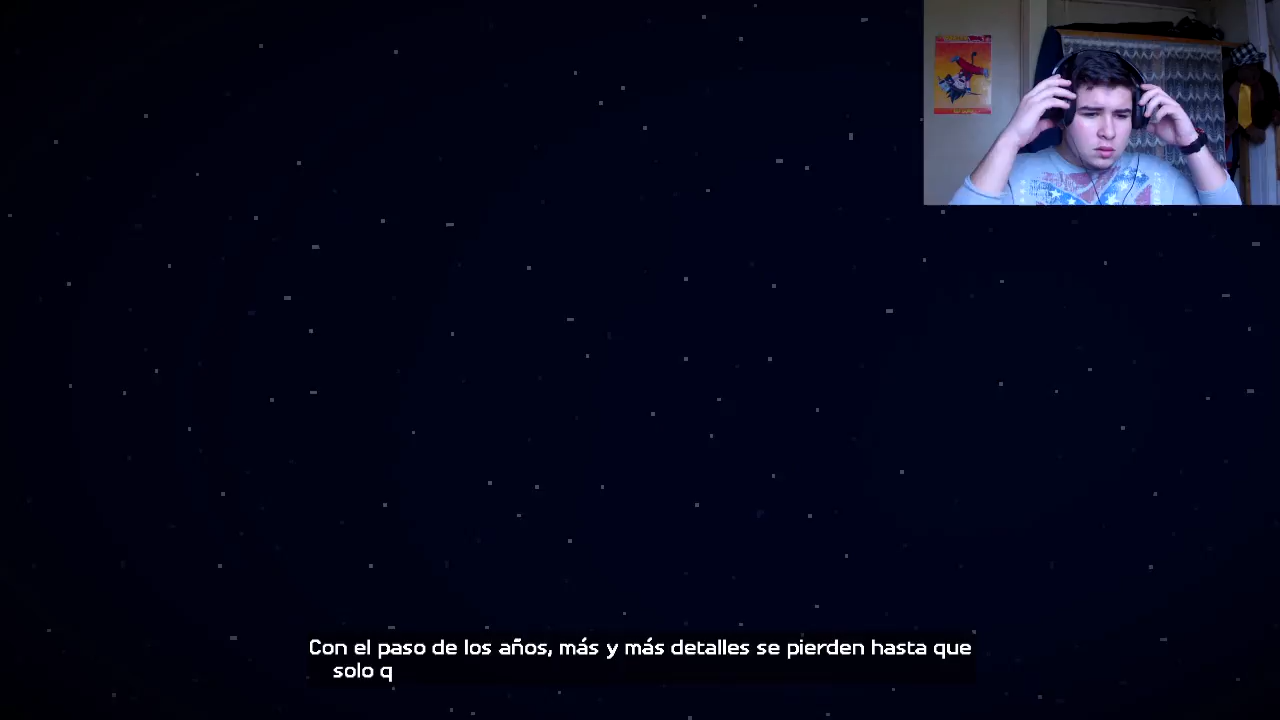 Con el paso de los años, más y más detalles se pierden hasta que
solo q